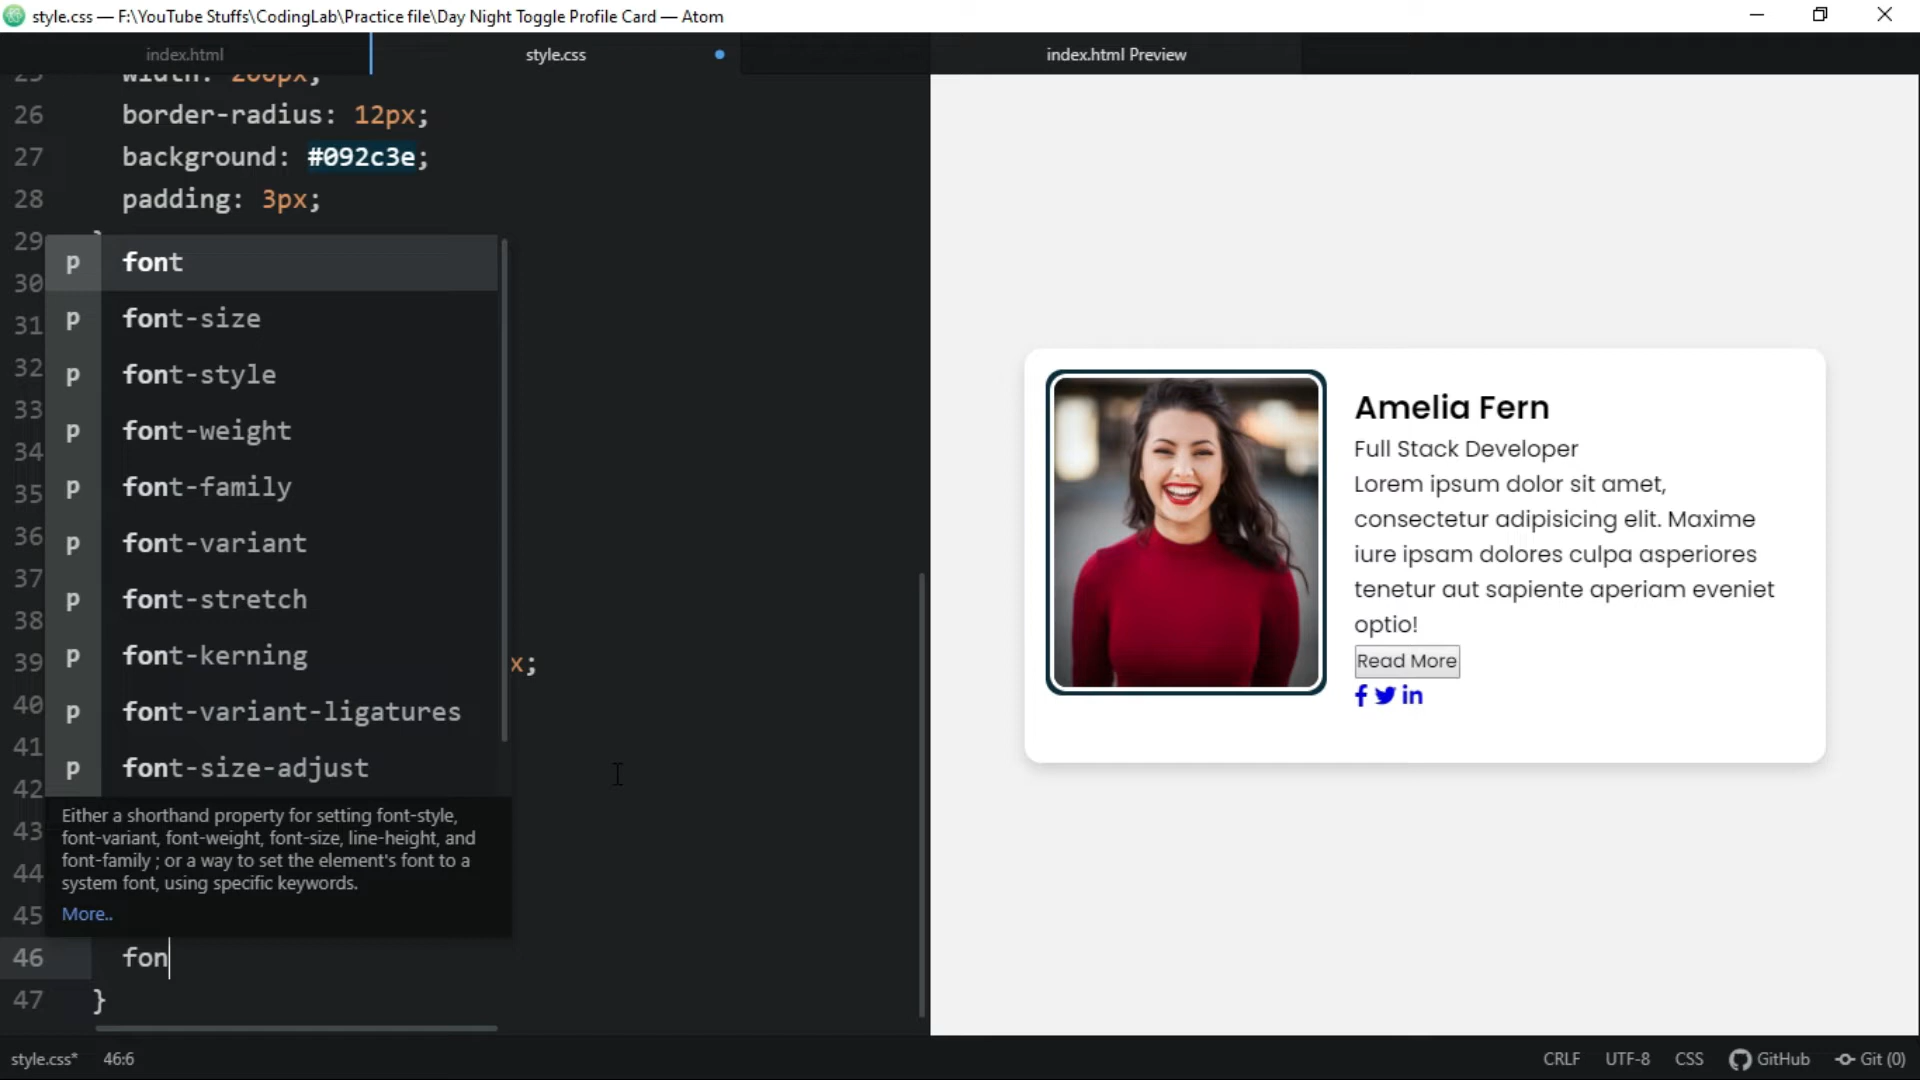 style.css — F:\YouTube Stuffs\CodingLab\Practice file\Day Night Toggle Profile Card — Atom
index.html
style.css
index.html Preview
25 width: 260px;
26 border-radius: 12px;
27 background: #092c3e;
28 padding: 3px;
29
30
31
32
33
34
35
36
37
38
39 x;
40
41
42
43
44
45
p font
p font-size
p font-style
p font-weight
p font-family
p font-variant
p font-stretch
p font-kerning
p font-variant-ligatures
p font-size-adjust
Either a shorthand property for setting font-style,
font-variant, font-weight, font-size, line-height, and
font-family ; or a way to set the element's font to a
system font, using specific keywords.
More..
46 fon
47 }
Amelia Fern
Full Stack Developer
Lorem ipsum dolor sit amet,
consectetur adipisicing elit. Maxime
iure ipsam dolores culpa asperiores
tenetur aut sapiente aperiam eveniet
optio!
Read More
style.css* 46:6
CRLF UTF-8 CSS GitHub Git (0)